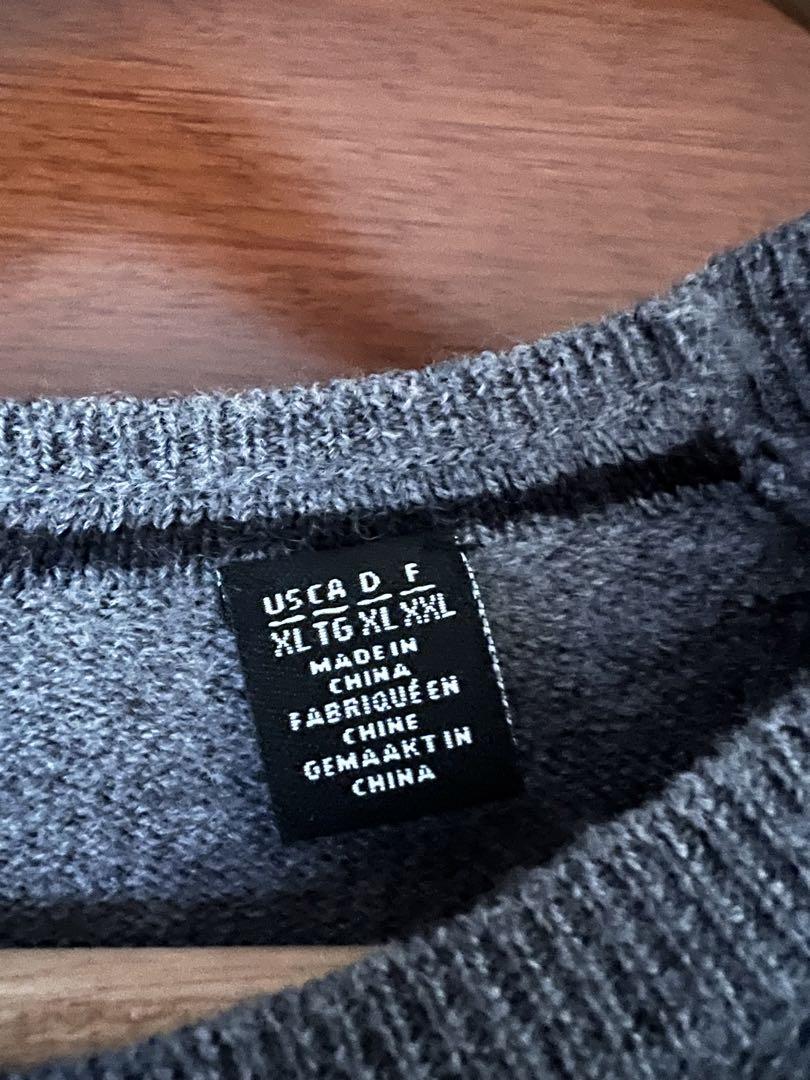 US CA D F
XL TG XL XXL
MADE IN
CHINA
FABRIQUÉ EN
CHINE
GEMAAKT IN
CHINA